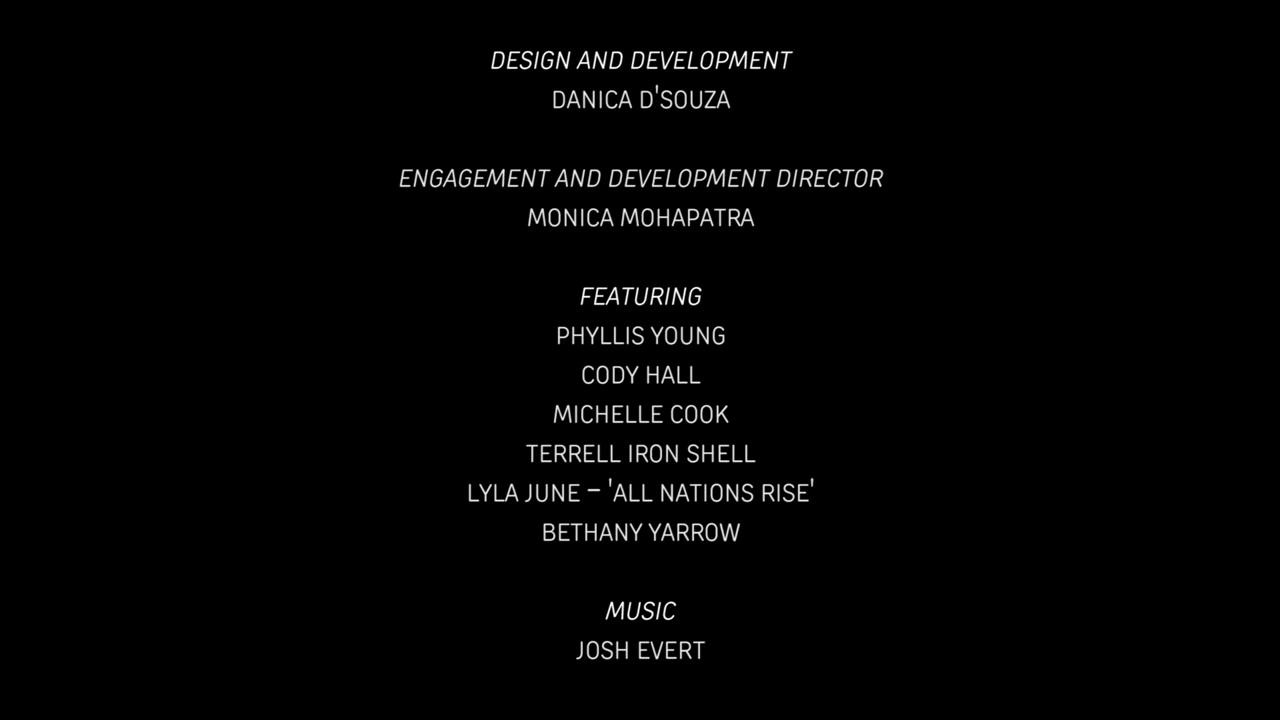 DESIGN AND DEVELOPMENT
DANICA D'SOUZA
ENGAGEMENT AND DEVELOPMENT DIRECTOR
MONICA MOHAPATRA
FEATURING
PHYLLIS YOUNG
CODY HALL
MICHELLE COOK
TERRELL IRON SHELL
LYLA JUNE – 'ALL NATIONS RISE'
BETHANY YARROW
MUSIC
JOSH EVERT